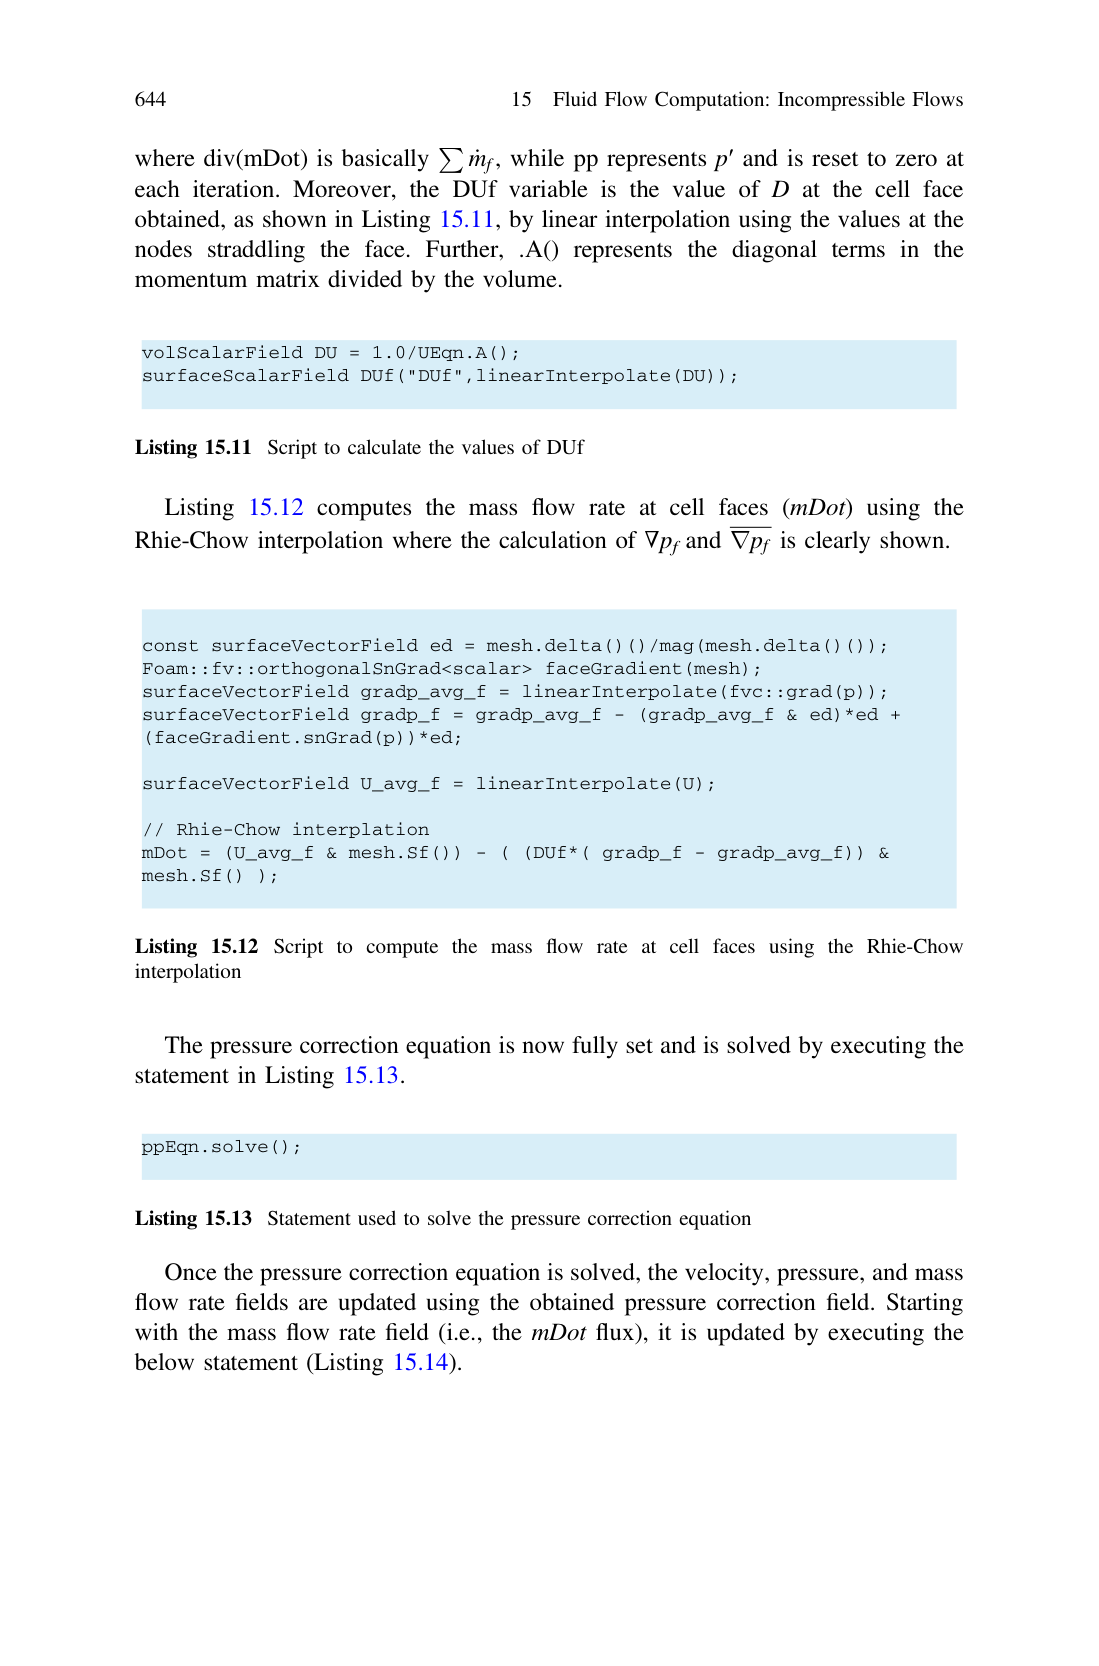 644 15 Fluid Flow Computation: Incompressible Flows
where div(mDot) is basically ∑ ṁ_f, while pp represents p′ and is reset to zero at
each iteration. Moreover, the DUf variable is the value of D at the cell face
obtained, as shown in Listing 15.11, by linear interpolation using the values at the
nodes straddling the face. Further, .A() represents the diagonal terms in the
momentum matrix divided by the volume.
volScalarField DU = 1.0/UEqn.A();
surfaceScalarField DUf("DUf",linearInterpolate(DU));
Listing 15.11 Script to calculate the values of DUf
Listing 15.12 computes the mass flow rate at cell faces (mDot) using the
Rhie-Chow interpolation where the calculation of ∇p_f and \overline{∇p_f} is clearly shown.
const surfaceVectorField ed = mesh.delta()()/mag(mesh.delta()());
Foam::fv::orthogonalSnGrad<scalar> faceGradient(mesh);
surfaceVectorField gradp_avg_f = linearInterpolate(fvc::grad(p));
surfaceVectorField gradp_f = gradp_avg_f - (gradp_avg_f & ed)*ed +
(faceGradient.snGrad(p))*ed;
surfaceVectorField U_avg_f = linearInterpolate(U);
// Rhie-Chow interplation
mDot = (U_avg_f & mesh.Sf()) - ( (DUf*( gradp_f - gradp_avg_f)) &
mesh.Sf() );
Listing 15.12 Script to compute the mass flow rate at cell faces using the Rhie-Chow
interpolation
The pressure correction equation is now fully set and is solved by executing the
statement in Listing 15.13.
ppEqn.solve();
Listing 15.13 Statement used to solve the pressure correction equation
Once the pressure correction equation is solved, the velocity, pressure, and mass
flow rate fields are updated using the obtained pressure correction field. Starting
with the mass flow rate field (i.e., the mDot flux), it is updated by executing the
below statement (Listing 15.14).